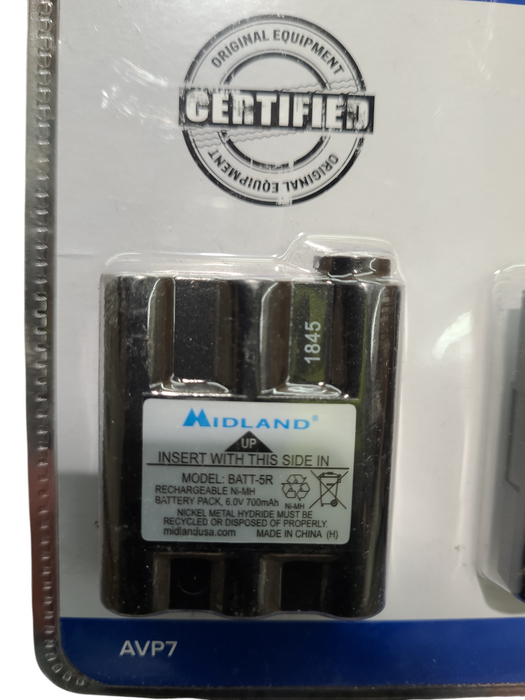 ORIGINAL EQUIPMENT
CERTIFIED
ORIGINAL EQUIPMENT
1845
MIDLAND®
UP
INSERT WITH THIS SIDE IN
MODEL: BATT-5R
RECHARGEABLE Ni-MH
BATTERY PACK, 6.0V 700mAh
Ni-MH
NICKEL METAL HYDRIDE MUST BE
RECYCLED OR DISPOSED OF PROPERLY.
midlandusa.com MADE IN CHINA (H)
AVP7